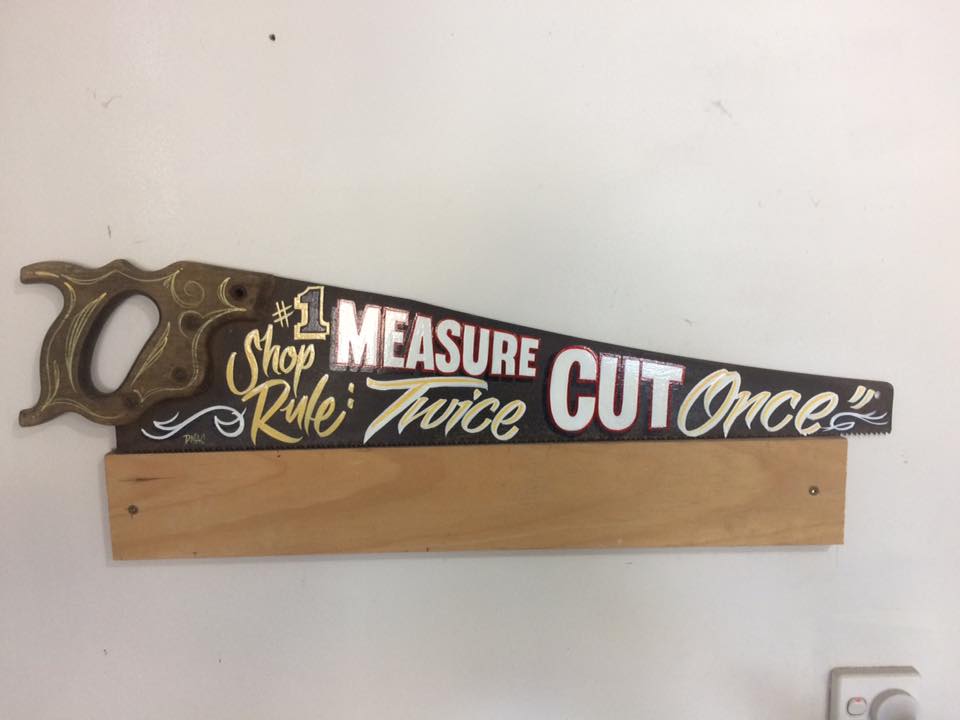 #1
Shop
Rule:
MEASURE
Twice
CUT
Once"